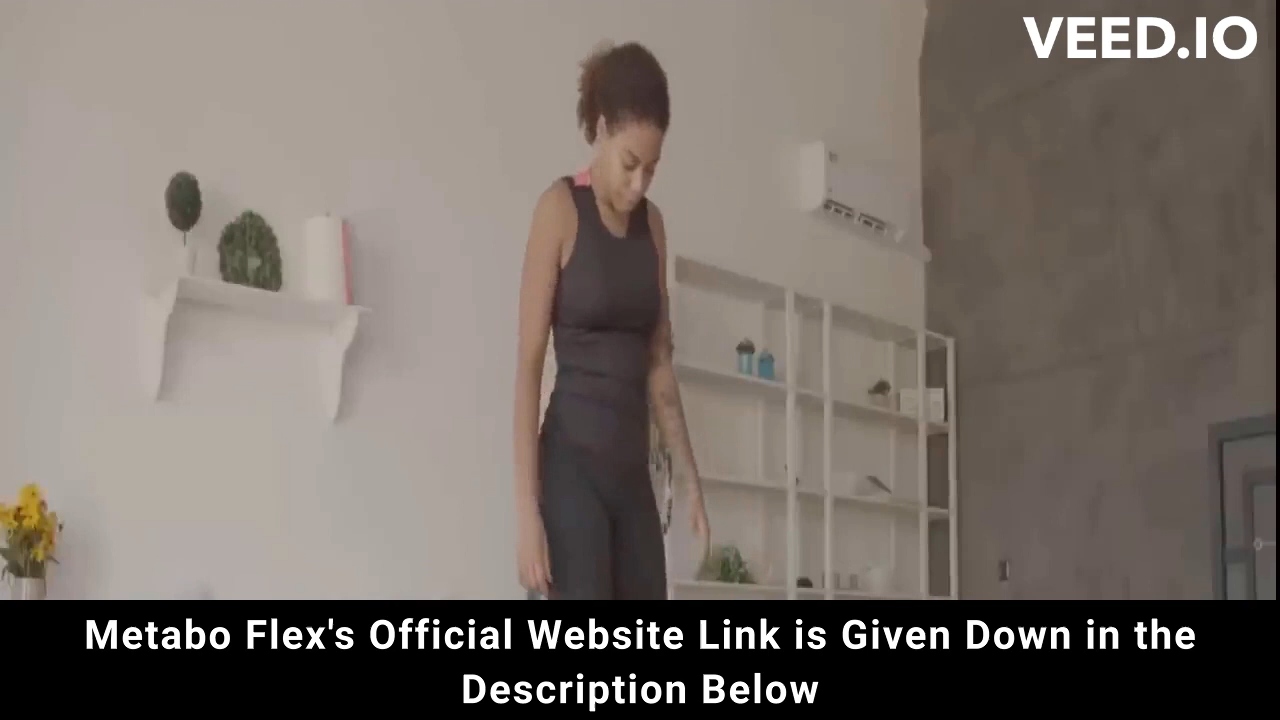 VEED.IO
Metabo Flex's Official Website Link is Given Down in the
Description Below